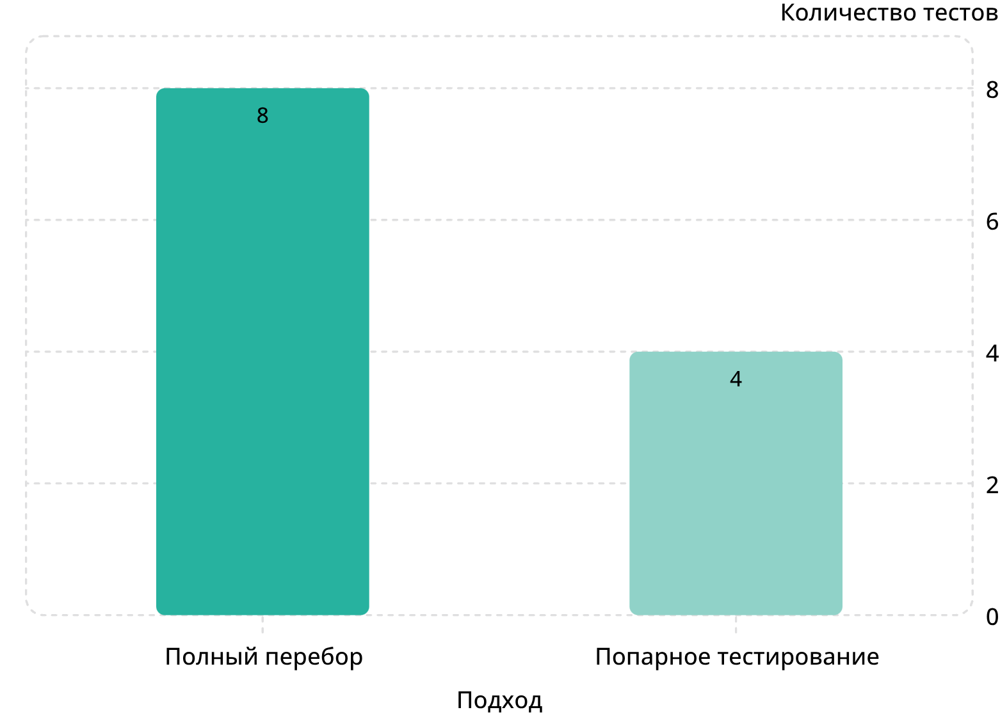 Количество тестов
8
8
6
4
4
2
0
Полный перебор
Попарное тестирование
Подход